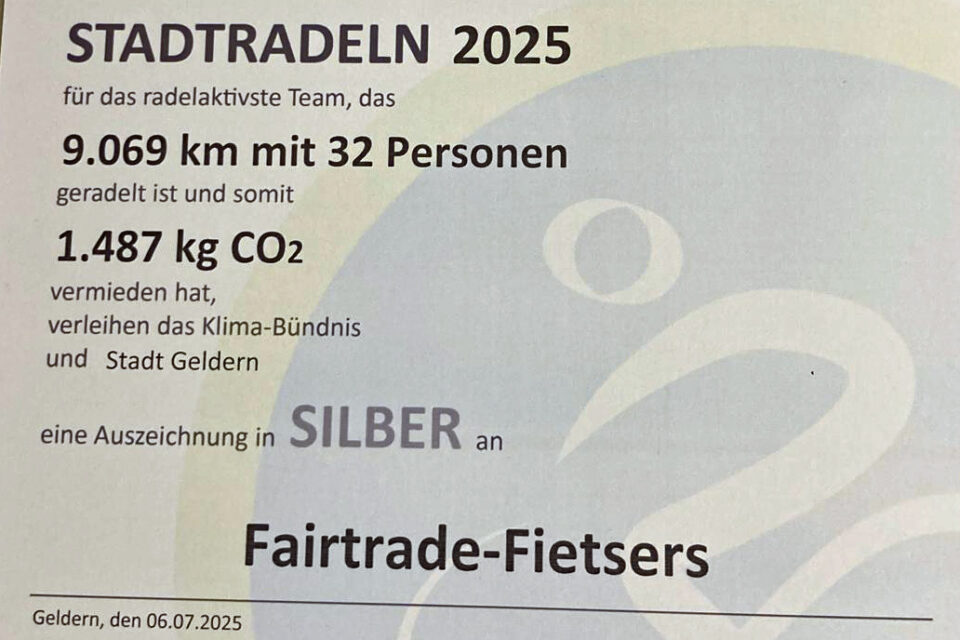 STADTRADELN 2025
für das radelaktivste Team, das
9.069 km mit 32 Personen
geradelt ist und somit
1.487 kg CO2
vermieden hat,
verleihen das Klima-Bündnis
und Stadt Geldern
eine Auszeichnung in SILBER an
Fairtrade-Fietsers
Geldern, den 06.07.2025